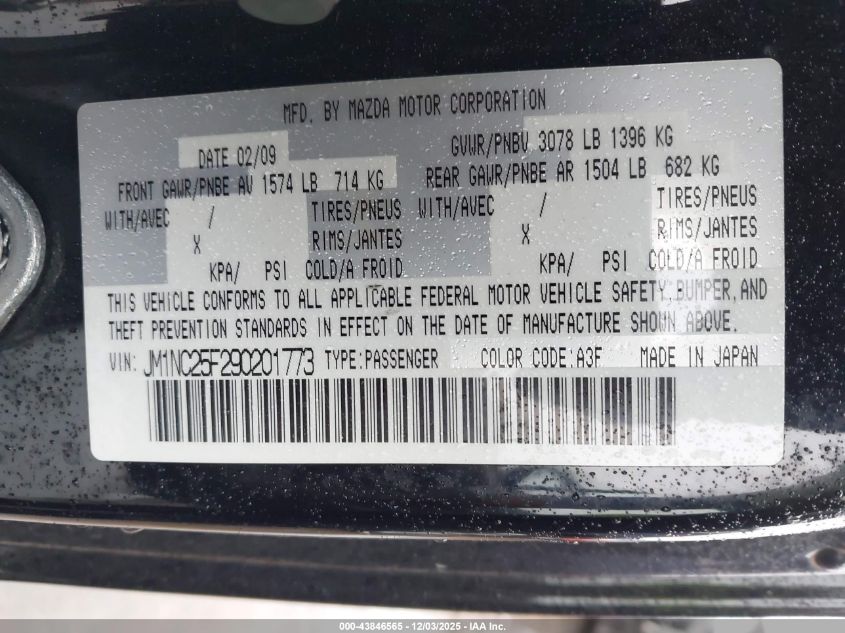 MFD. BY MAZDA MOTOR CORPORATION
DATE 02/09 GVWR/PNBV 3078 LB 1396 KG
FRONT GAWR/PNBE AV 1574 LB 714 KG REAR GAWR/PNBE AR 1504 LB 682 KG
WITH/AVEC / TIRES/PNEUS WITH/AVEC / TIRES/PNEUS
X RIMS/JANTES X RIMS/JANTES
KPA/ PSI COLD/A FROID KPA/ PSI COLD/A FROID
THIS VEHICLE CONFORMS TO ALL APPLICABLE FEDERAL MOTOR VEHICLE SAFETY,BUMPER,AND
THEFT PREVENTION STANDARDS IN EFFECT ON THE DATE OF MANUFACTURE SHOWN ABOVE.
VIN: JM1NC25F290201773 TYPE:PASSENGER COLOR CODE:A3F MADE IN JAPAN
000-43846565 - 12/03/2025 - IAA Inc.